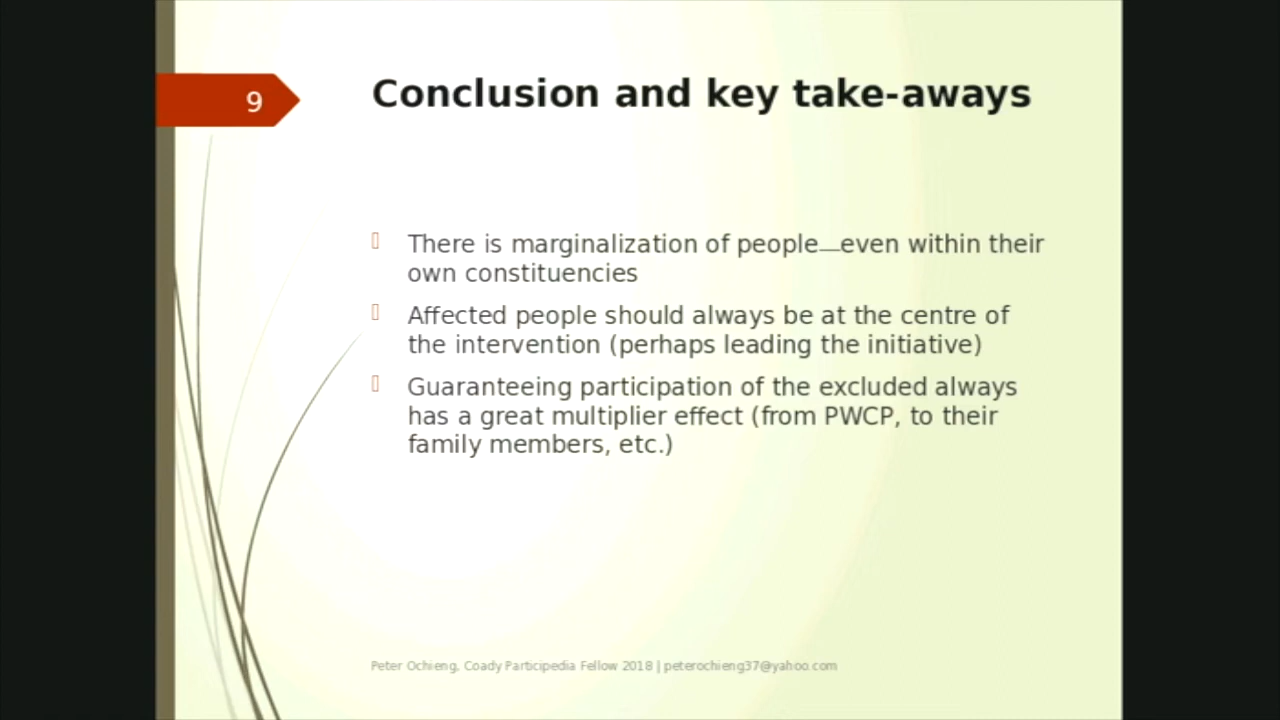 9
Conclusion and key take-aways
There is marginalization of people—even within their
own constituencies
Affected people should always be at the centre of
the intervention (perhaps leading the initiative)
Guaranteeing participation of the excluded always
has a great multiplier effect (from PWCP, to their
family members, etc.)
Peter Ochieng, Coady Participedia Fellow 2018 | peterochieng37@yahoo.com